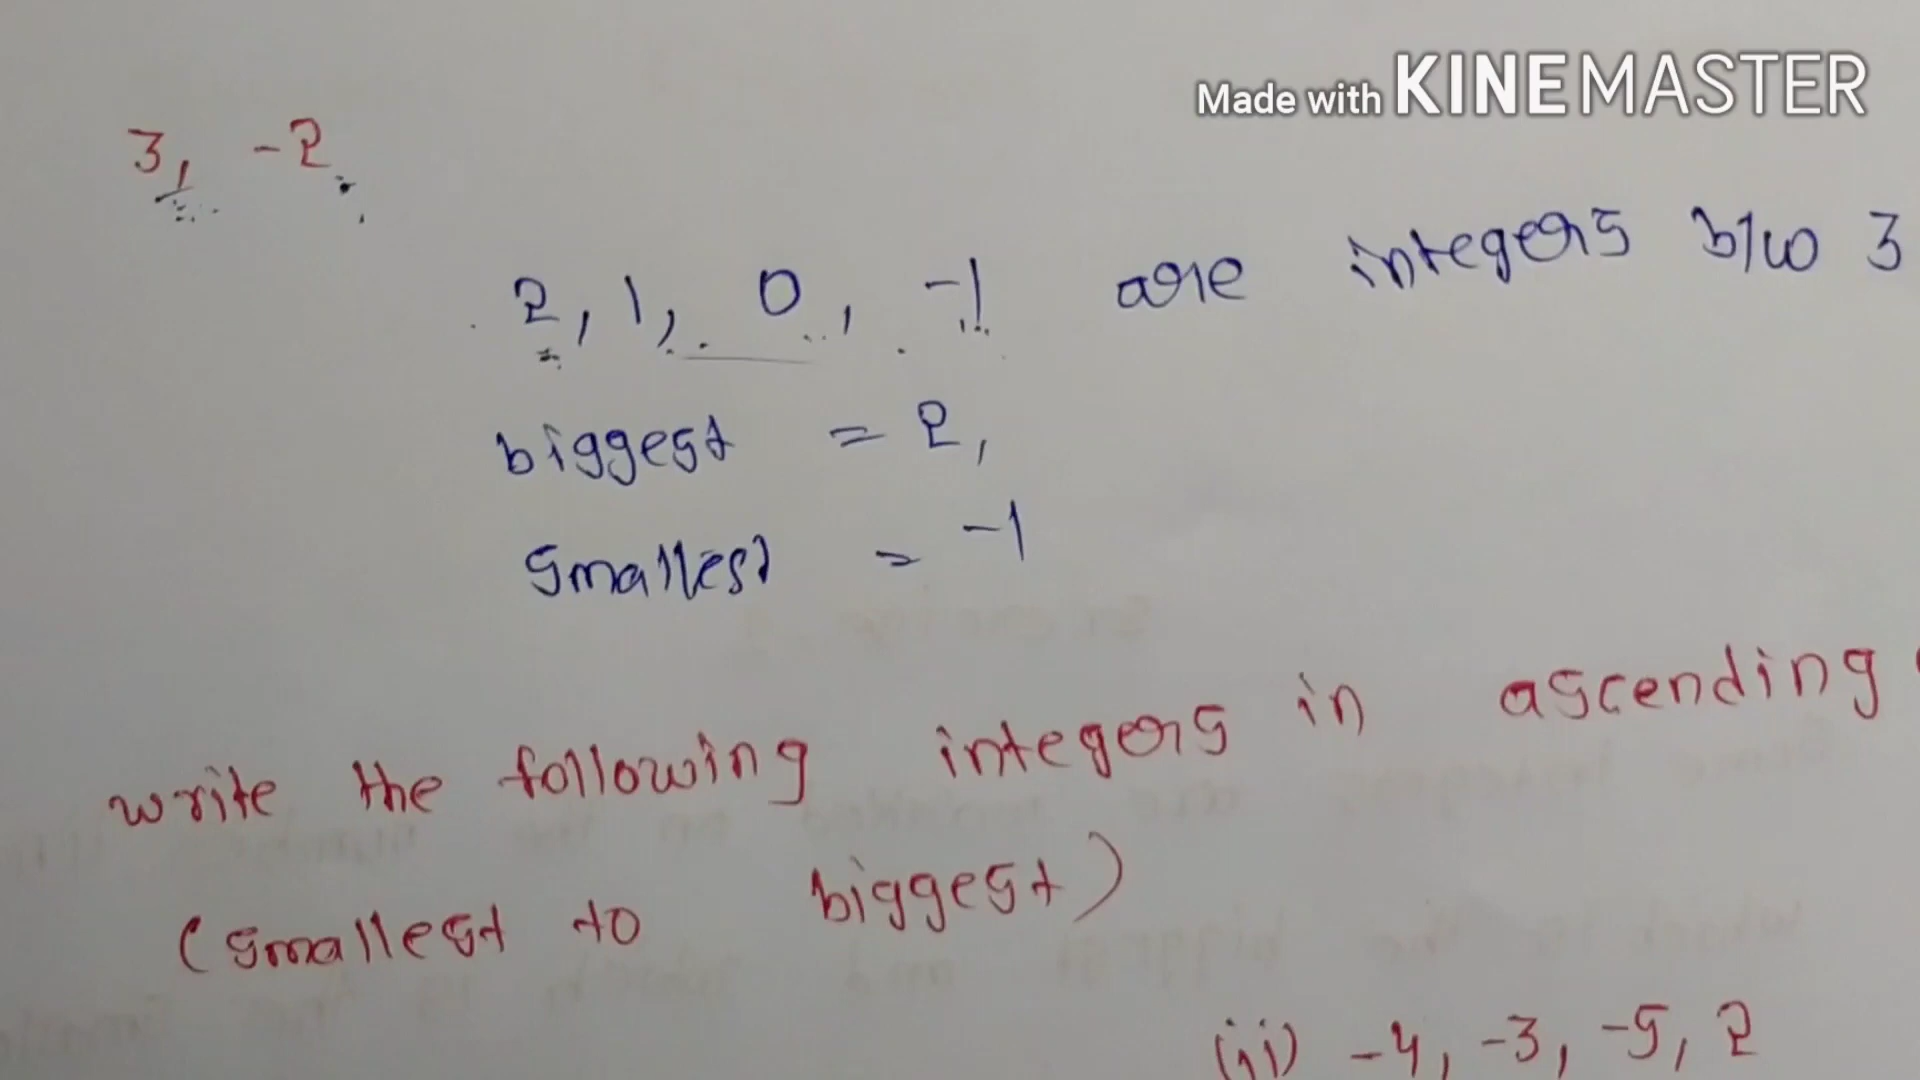 Made with KINEMASTER
3, -2
2, 1, 0, -1 are integers b/w 3
biggest = 2,
smallest = -1
write the following integers in ascending
(smallest to biggest)
(ii) -4, -3, -5, 2